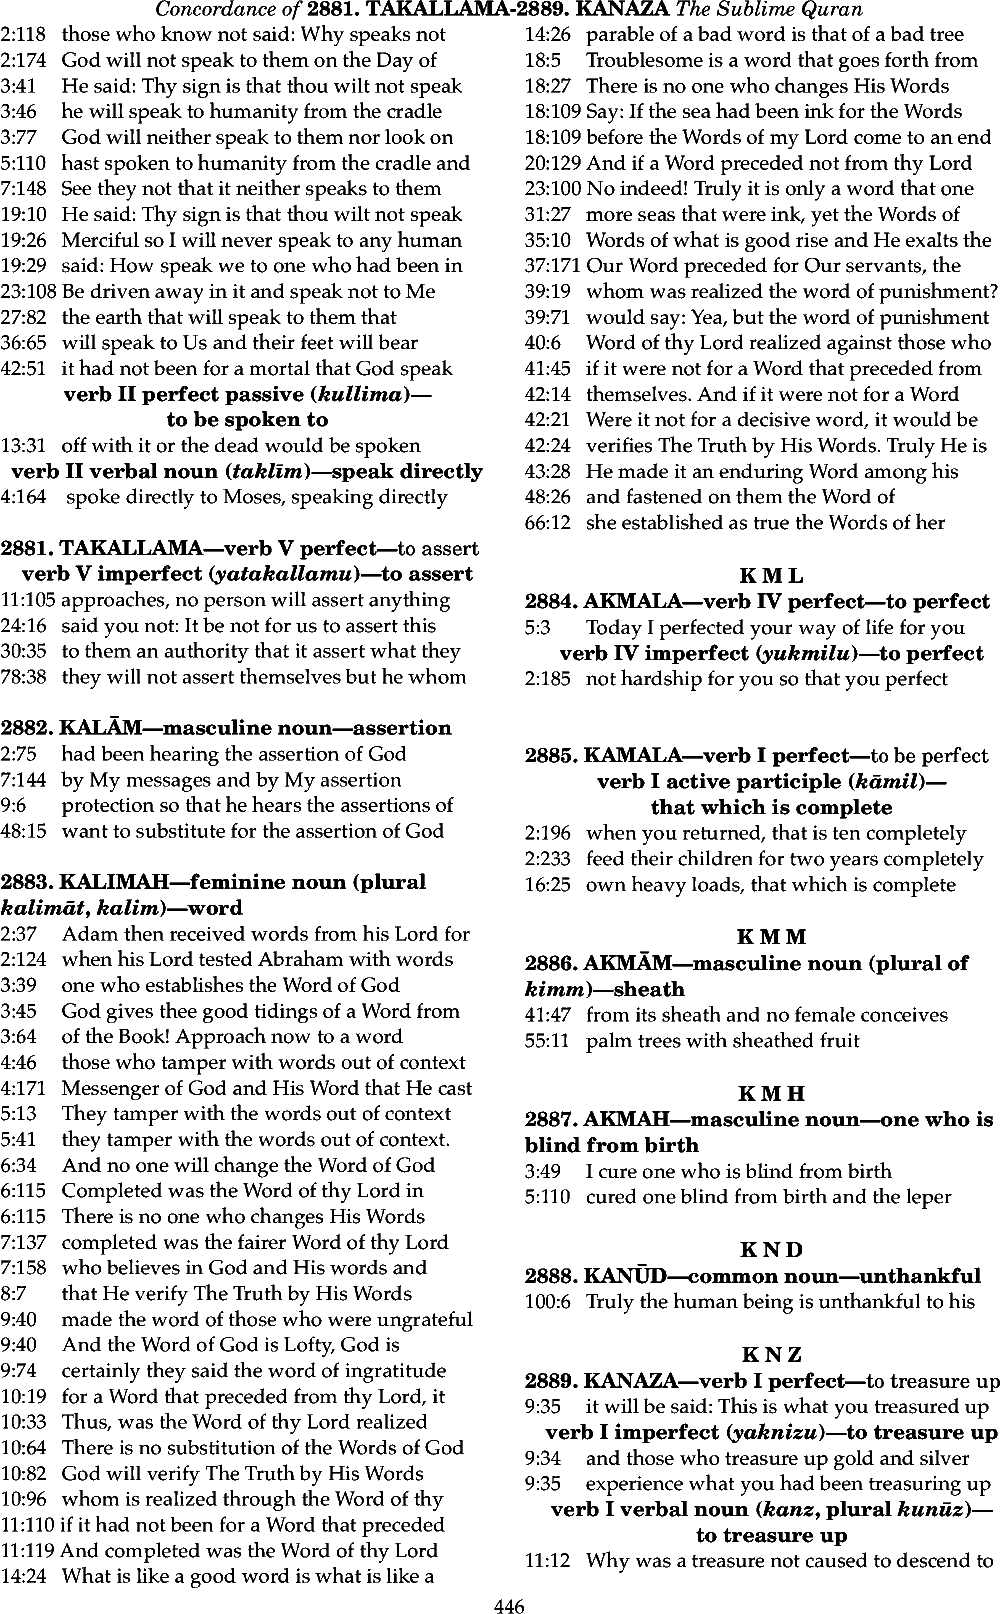 Concordance of 2881. TAKALLAMA-2889. KANAZA The Sublime Quran
2:118 those who know not said: Why speaks not
2:174 God will not speak to them on the Day of
3:41 He said: Thy sign is that thou wilt not speak
3:46 he will speak to humanity from the cradle
3:77 God will neither speak to them nor look on
5:110 hast spoken to humanity from the cradle and
7:148 See they not that it neither speaks to them
19:10 He said: Thy sign is that thou wilt not speak
19:26 Merciful so I will never speak to any human
19:29 said: How speak we to one who had been in
23:108 Be driven away in it and speak not to Me
27:82 the earth that will speak to them that
36:65 will speak to Us and their feet will bear
42:51 it had not been for a mortal that God speak
verb II perfect passive (kullima)—
to be spoken to
13:31 off with it or the dead would be spoken
verb II verbal noun (taklīm)—speak directly
4:164 spoke directly to Moses, speaking directly
2881. TAKALLAMA—verb V perfect—to assert
verb V imperfect (yatakallamu)—to assert
11:105 approaches, no person will assert anything
24:16 said you not: It be not for us to assert this
30:35 to them an authority that it assert what they
78:38 they will not assert themselves but he whom
2882. KALĀM—masculine noun—assertion
2:75 had been hearing the assertion of God
7:144 by My messages and by My assertion
9:6 protection so that he hears the assertions of
48:15 want to substitute for the assertion of God
2883. KALIMAH—feminine noun (plural
kalimāt, kalim)—word
2:37 Adam then received words from his Lord for
2:124 when his Lord tested Abraham with words
3:39 one who establishes the Word of God
3:45 God gives thee good tidings of a Word from
3:64 of the Book! Approach now to a word
4:46 those who tamper with words out of context
4:171 Messenger of God and His Word that He cast
5:13 They tamper with the words out of context
5:41 they tamper with the words out of context.
6:34 And no one will change the Word of God
6:115 Completed was the Word of thy Lord in
6:115 There is no one who changes His Words
7:137 completed was the fairer Word of thy Lord
7:158 who believes in God and His words and
8:7 that He verify The Truth by His Words
9:40 made the word of those who were ungrateful
9:40 And the Word of God is Lofty, God is
9:74 certainly they said the word of ingratitude
10:19 for a Word that preceded from thy Lord, it
10:33 Thus, was the Word of thy Lord realized
10:64 There is no substitution of the Words of God
10:82 God will verify The Truth by His Words
10:96 whom is realized through the Word of thy
11:110 if it had not been for a Word that preceded
11:119 And completed was the Word of thy Lord
14:24 What is like a good word is what is like a
14:26 parable of a bad word is that of a bad tree
18:5 Troublesome is a word that goes forth from
18:27 There is no one who changes His Words
18:109 Say: If the sea had been ink for the Words
18:109 before the Words of my Lord come to an end
20:129 And if a Word preceded not from thy Lord
23:100 No indeed! Truly it is only a word that one
31:27 more seas that were ink, yet the Words of
35:10 Words of what is good rise and He exalts the
37:171 Our Word preceded for Our servants, the
39:19 whom was realized the word of punishment?
39:71 would say: Yea, but the word of punishment
40:6 Word of thy Lord realized against those who
41:45 if it were not for a Word that preceded from
42:14 themselves. And if it were not for a Word
42:21 Were it not for a decisive word, it would be
42:24 verifies The Truth by His Words. Truly He is
43:28 He made it an enduring Word among his
48:26 and fastened on them the Word of
66:12 she established as true the Words of her
K M L
2884. AKMALA—verb IV perfect—to perfect
5:3 Today I perfected your way of life for you
verb IV imperfect (yukmilu)—to perfect
2:185 not hardship for you so that you perfect
2885. KAMALA—verb I perfect—to be perfect
verb I active participle (kāmil)—
that which is complete
2:196 when you returned, that is ten completely
2:233 feed their children for two years completely
16:25 own heavy loads, that which is complete
K M M
2886. AKMĀM—masculine noun (plural of
kimm)—sheath
41:47 from its sheath and no female conceives
55:11 palm trees with sheathed fruit
K M H
2887. AKMAH—masculine noun—one who is
blind from birth
3:49 I cure one who is blind from birth
5:110 cured one blind from birth and the leper
K N D
2888. KANŪD—common noun—unthankful
100:6 Truly the human being is unthankful to his
K N Z
2889. KANAZA—verb I perfect—to treasure up
9:35 it will be said: This is what you treasured up
verb I imperfect (yaknizu)—to treasure up
9:34 and those who treasure up gold and silver
9:35 experience what you had been treasuring up
verb I verbal noun (kanz, plural kunūz)—
to treasure up
11:12 Why was a treasure not caused to descend to
446